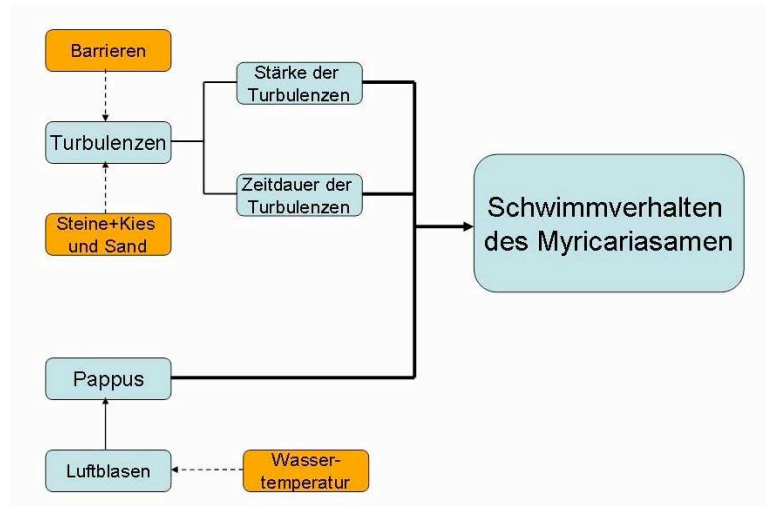 Barrieren
Stärke der
Turbulenzen
Turbulenzen
Zeitdauer der
Turbulenzen
Steine+Kies
und Sand
Schwimmverhalten
des Myricariasamen
Pappus
Luftblasen
Wasser-
temperatur